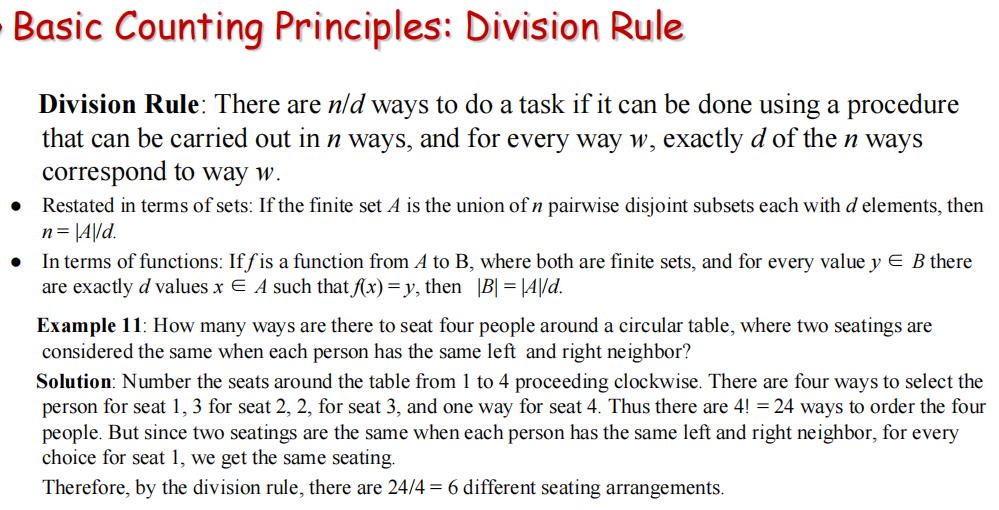 Basic Counting Principles: Division Rule
Division Rule: There are n/d ways to do a task if it can be done using a procedure
that can be carried out in n ways, and for every way w, exactly d of the n ways
correspond to way w.
● Restated in terms of sets: If the finite set A is the union of n pairwise disjoint subsets each with d elements, then
n = |A|/d.
● In terms of functions: If f is a function from A to B, where both are finite sets, and for every value y ∈ B there
are exactly d values x ∈ A such that f(x) = y, then |B| = |A|/d.
Example 11: How many ways are there to seat four people around a circular table, where two seatings are
considered the same when each person has the same left and right neighbor?
Solution: Number the seats around the table from 1 to 4 proceeding clockwise. There are four ways to select the
person for seat 1, 3 for seat 2, 2, for seat 3, and one way for seat 4. Thus there are 4! = 24 ways to order the four
people. But since two seatings are the same when each person has the same left and right neighbor, for every
choice for seat 1, we get the same seating.
Therefore, by the division rule, there are 24/4 = 6 different seating arrangements.